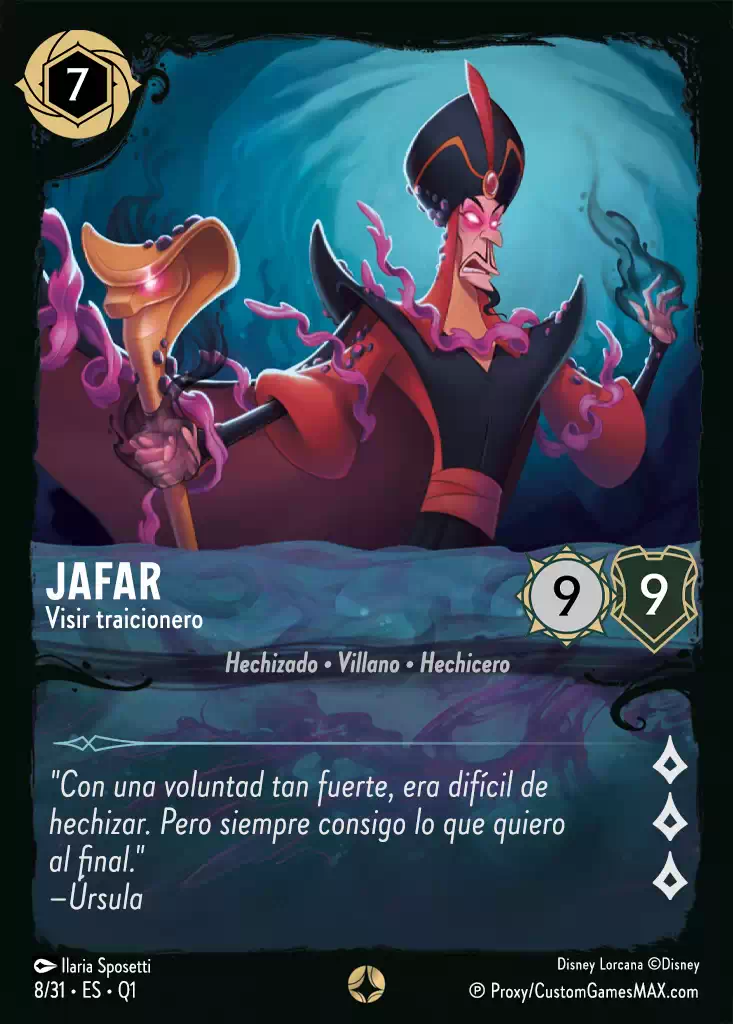 7
JAFAR
Visir traicionero
9
9
Hechizado • Villano • Hechicero
"Con una voluntad tan fuerte, era difícil de
hechizar. Pero siempre consigo lo que quiero
al final."
—Úrsula
Ilaria Sposetti
Disney Lorcana ©Disney
8/31 • ES • Q1
Ⓟ Proxy/CustomGamesMAX.com